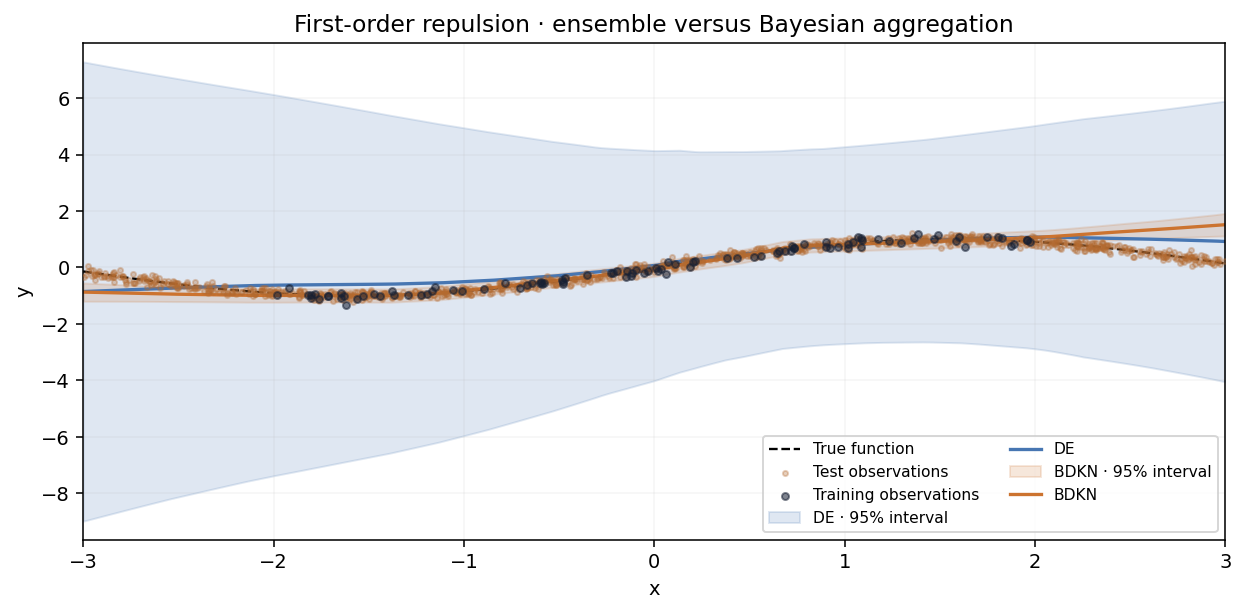 First-order repulsion · ensemble versus Bayesian aggregation
y
6
4
2
0
−2
−4
−6
−8
−3
−2
−1
0
1
2
3
x
True function
Test observations
Training observations
DE · 95% interval
DE
BDKN · 95% interval
BDKN